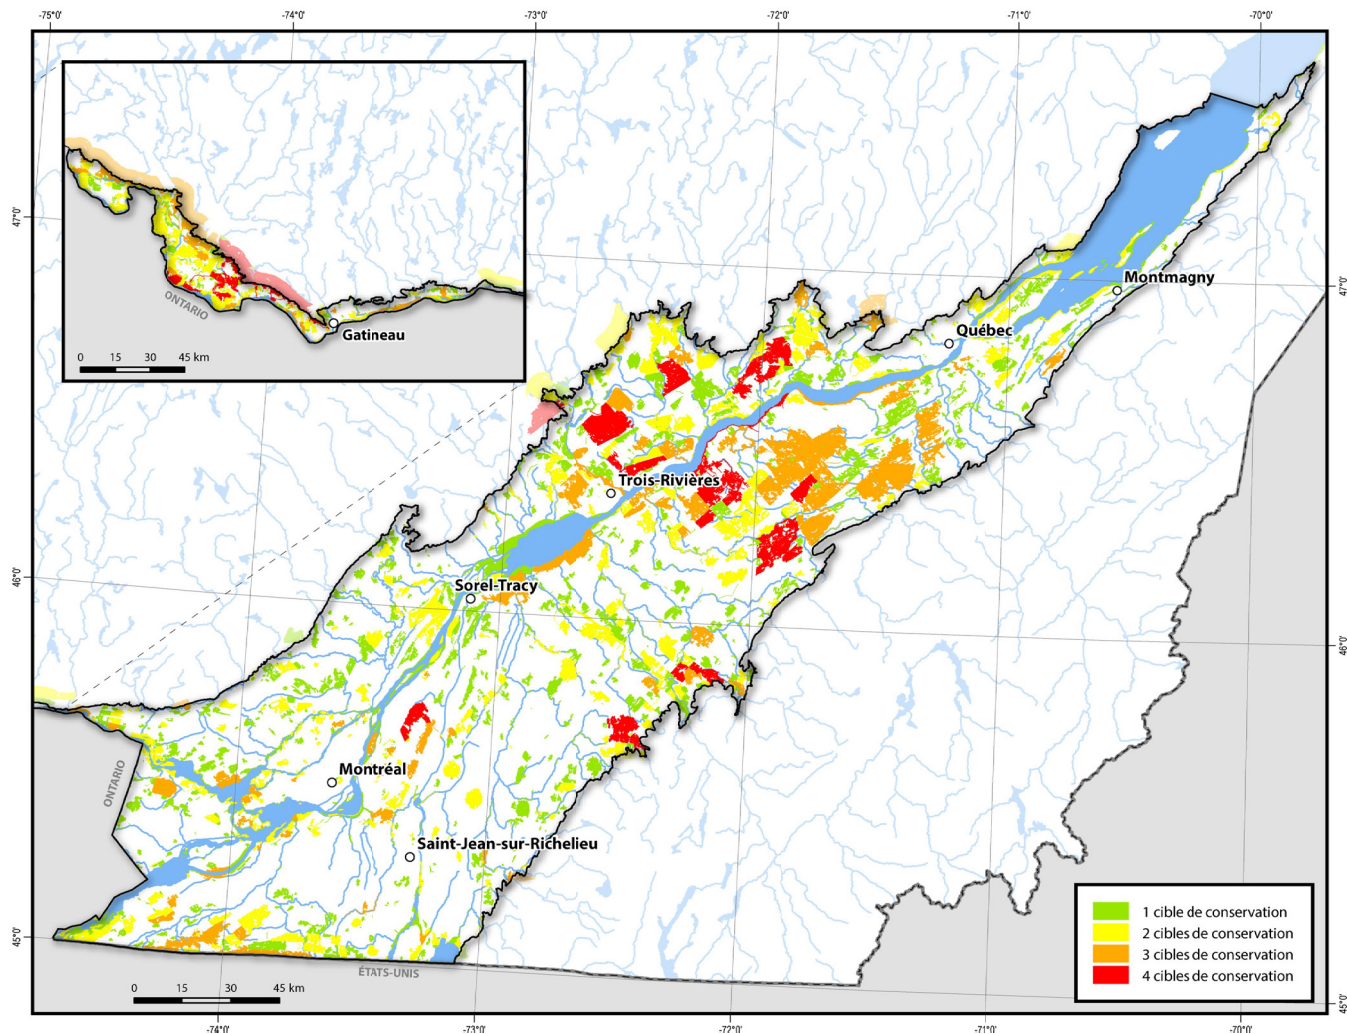 -75°0' -74°0' -73°0' -72°0' -71°0' -70°0'
47°0'
ONTARIO
Gatineau
0 15 30 45 km
Montmagny
47°0'
Québec
Trois-Rivières
46°0'
Sorel-Tracy
46°0'
Montréal
ONTARIO
Saint-Jean-sur-Richelieu
1 cible de conservation
2 cibles de conservation
3 cibles de conservation
4 cibles de conservation
45°0'
ÉTATS-UNIS
0 15 30 45 km
45°0'
-74°0' -73°0' -72°0' -71°0' -70°0'